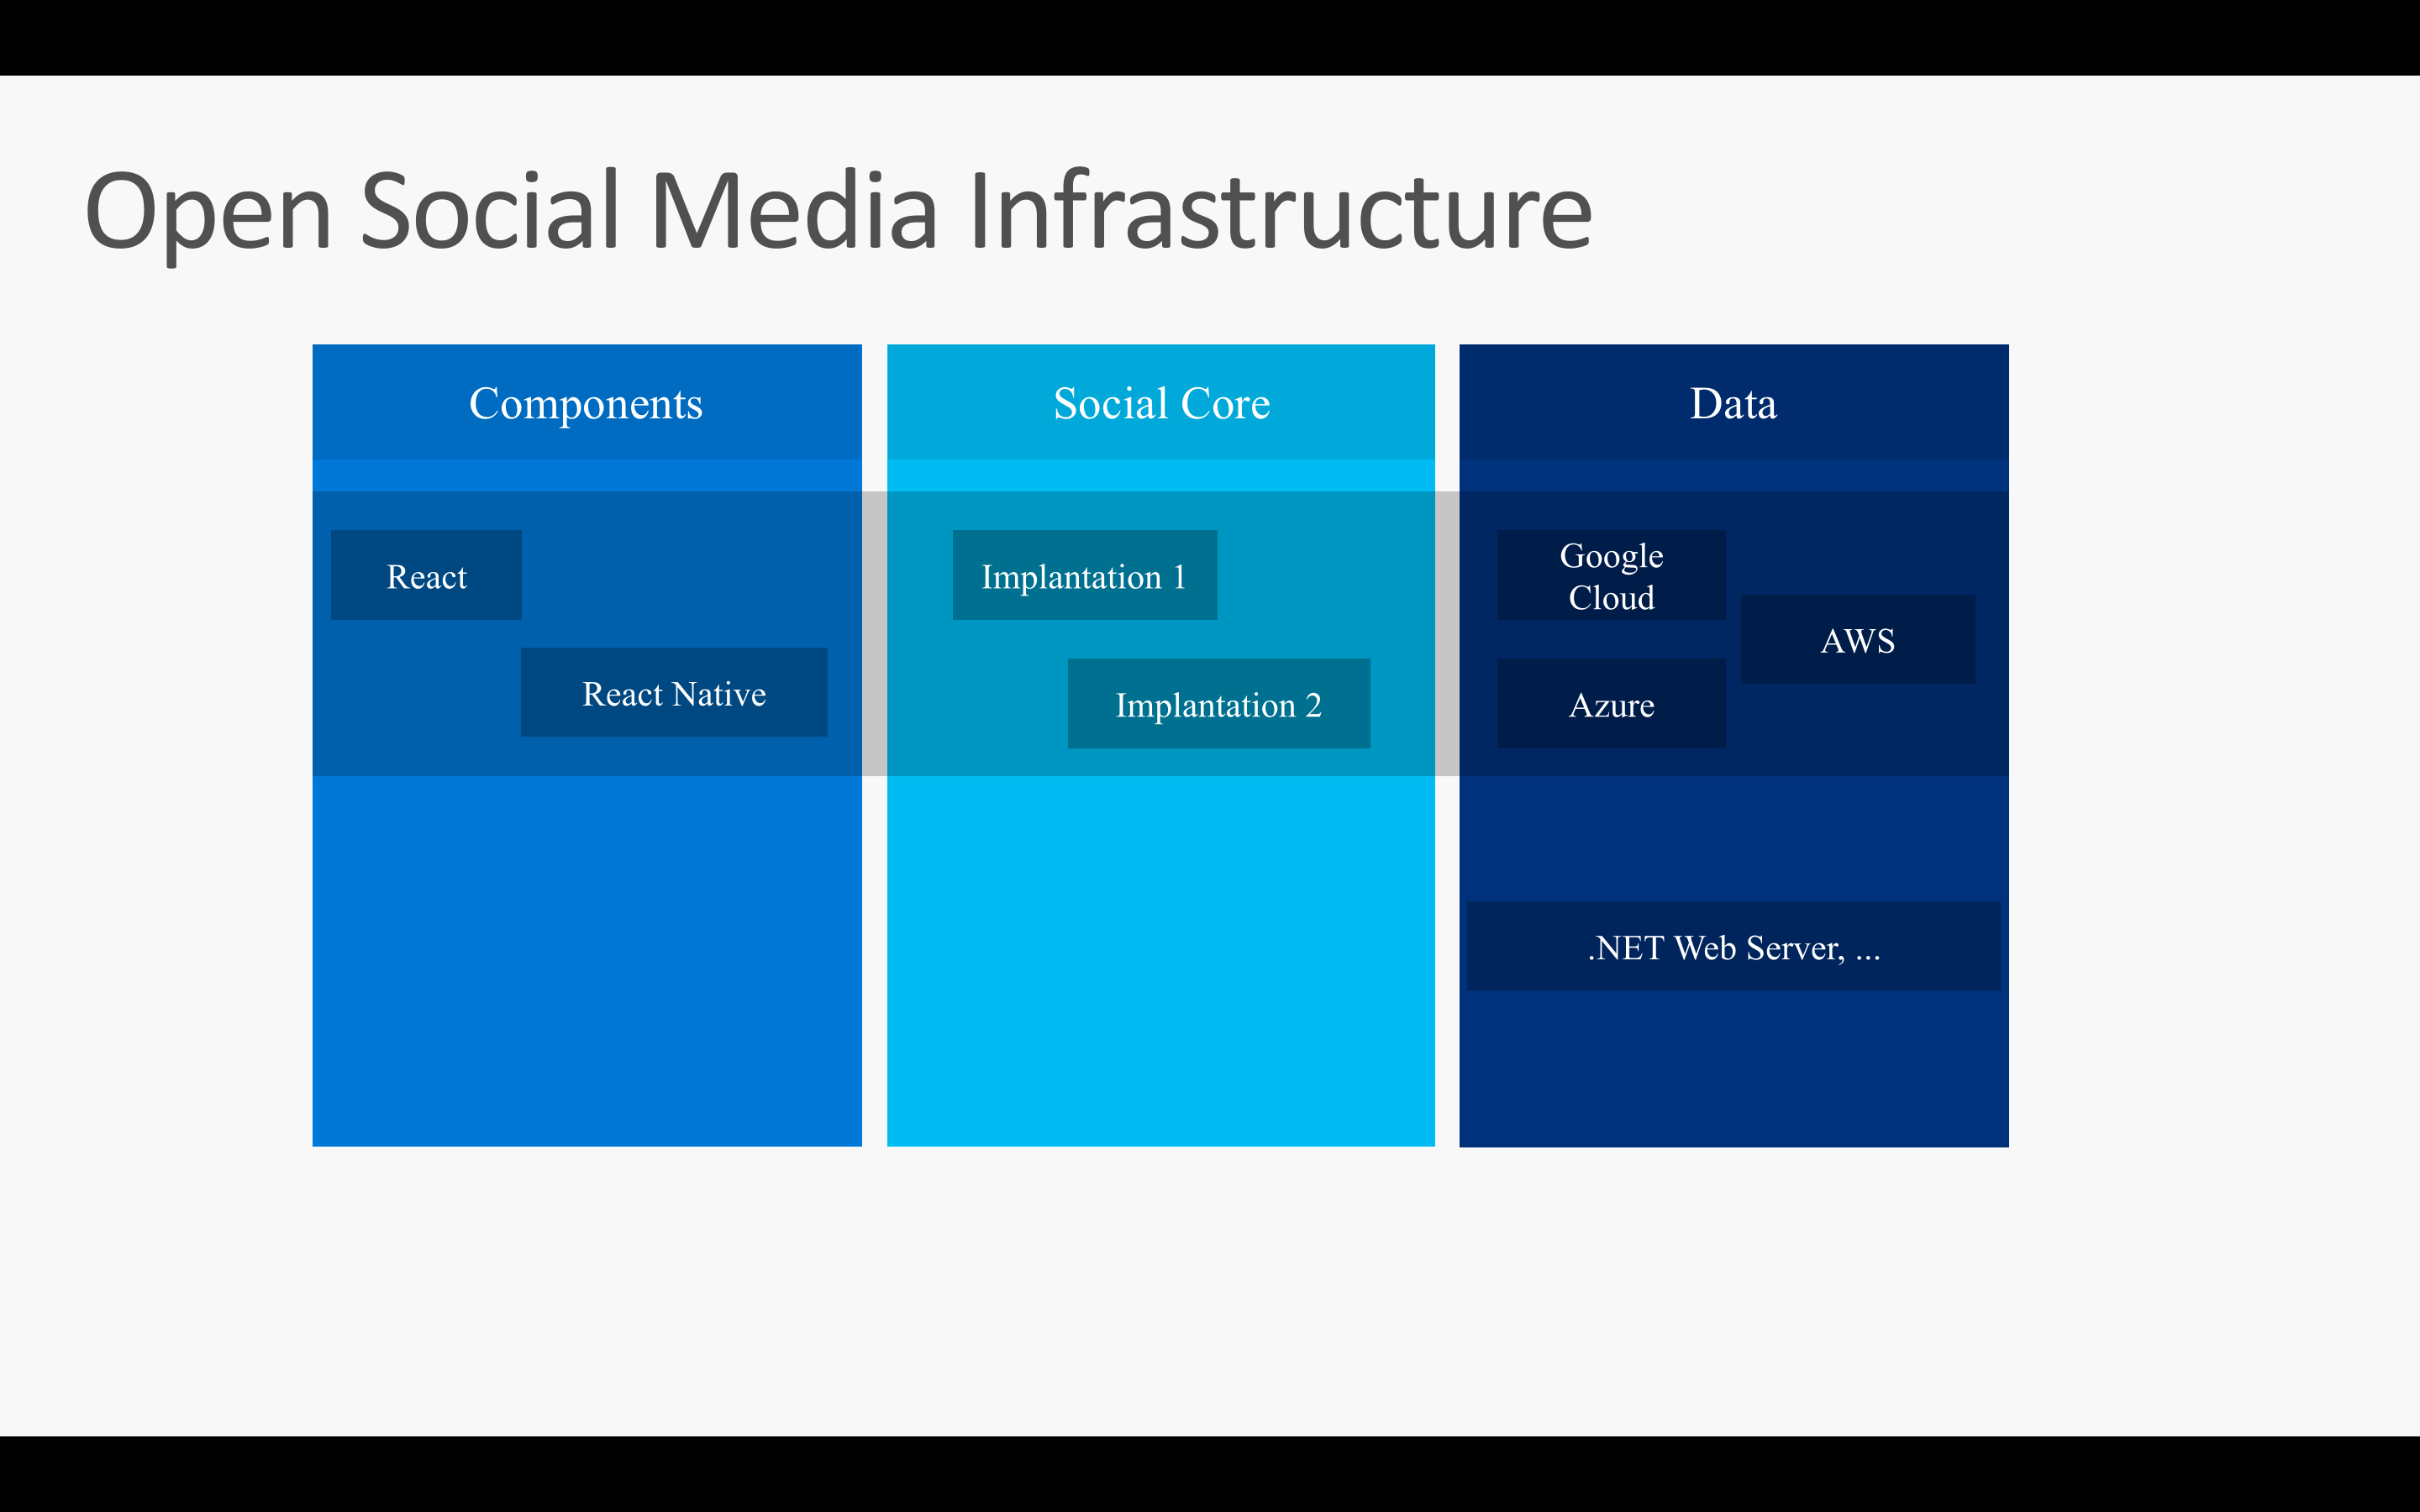 Open Social Media Infrastructure
Components
Social Core
Data
React
React Native
Implantation 1
Implantation 2
Google
Cloud
AWS
Azure
.NET Web Server, ...